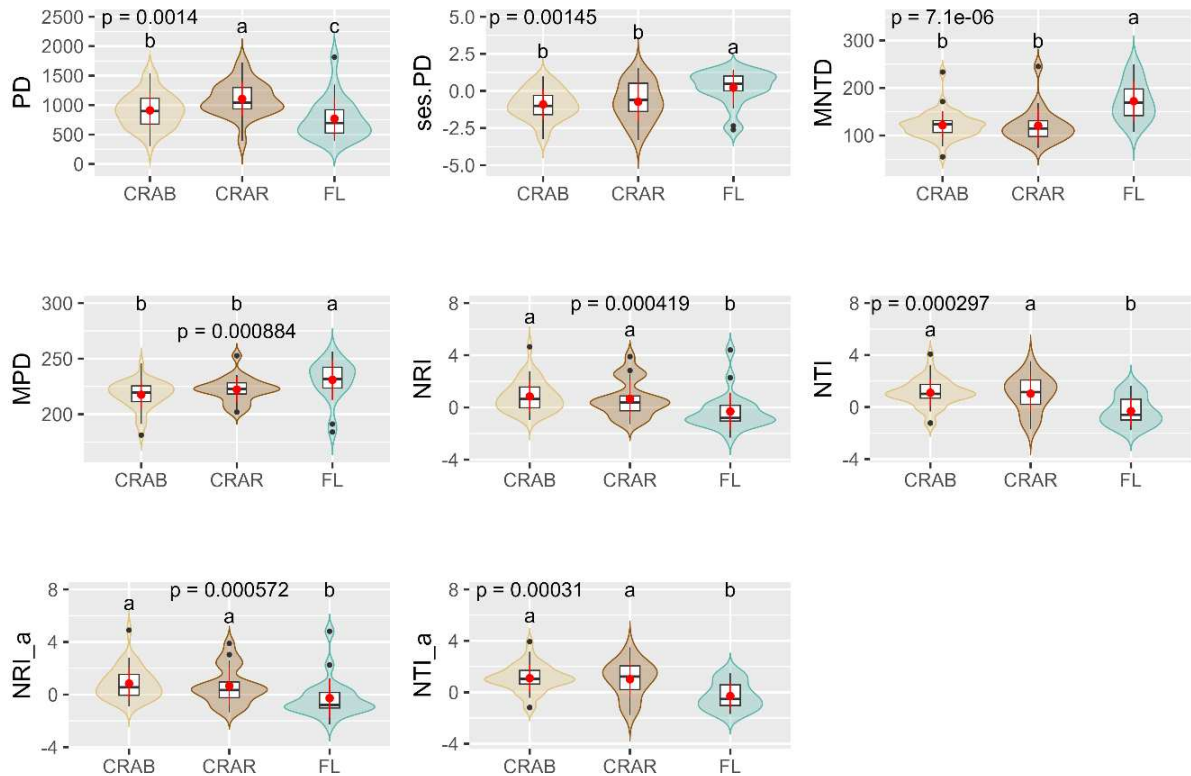 PD
2500
2000
1500
1000
500
0
p = 0.0014
b
a
c
CRAB
CRAR
FL
ses.PD
5.0
2.5
0.0
-2.5
-5.0
p = 0.00145
b
b
a
CRAB
CRAR
FL
MNTD
300
200
100
p = 7.1e-06
b
b
a
CRAB
CRAR
FL
MPD
300
250
200
b
b
a
p = 0.000884
CRAB
CRAR
FL
NRI
8
4
0
-4
p = 0.000419
a
a
b
CRAB
CRAR
FL
NTI
8
4
0
-4
p = 0.000297
a
a
b
CRAB
CRAR
FL
NRI_a
8
4
0
-4
p = 0.000572
a
a
b
CRAB
CRAR
FL
NTI_a
8
4
0
-4
p = 0.00031
a
a
b
CRAB
CRAR
FL